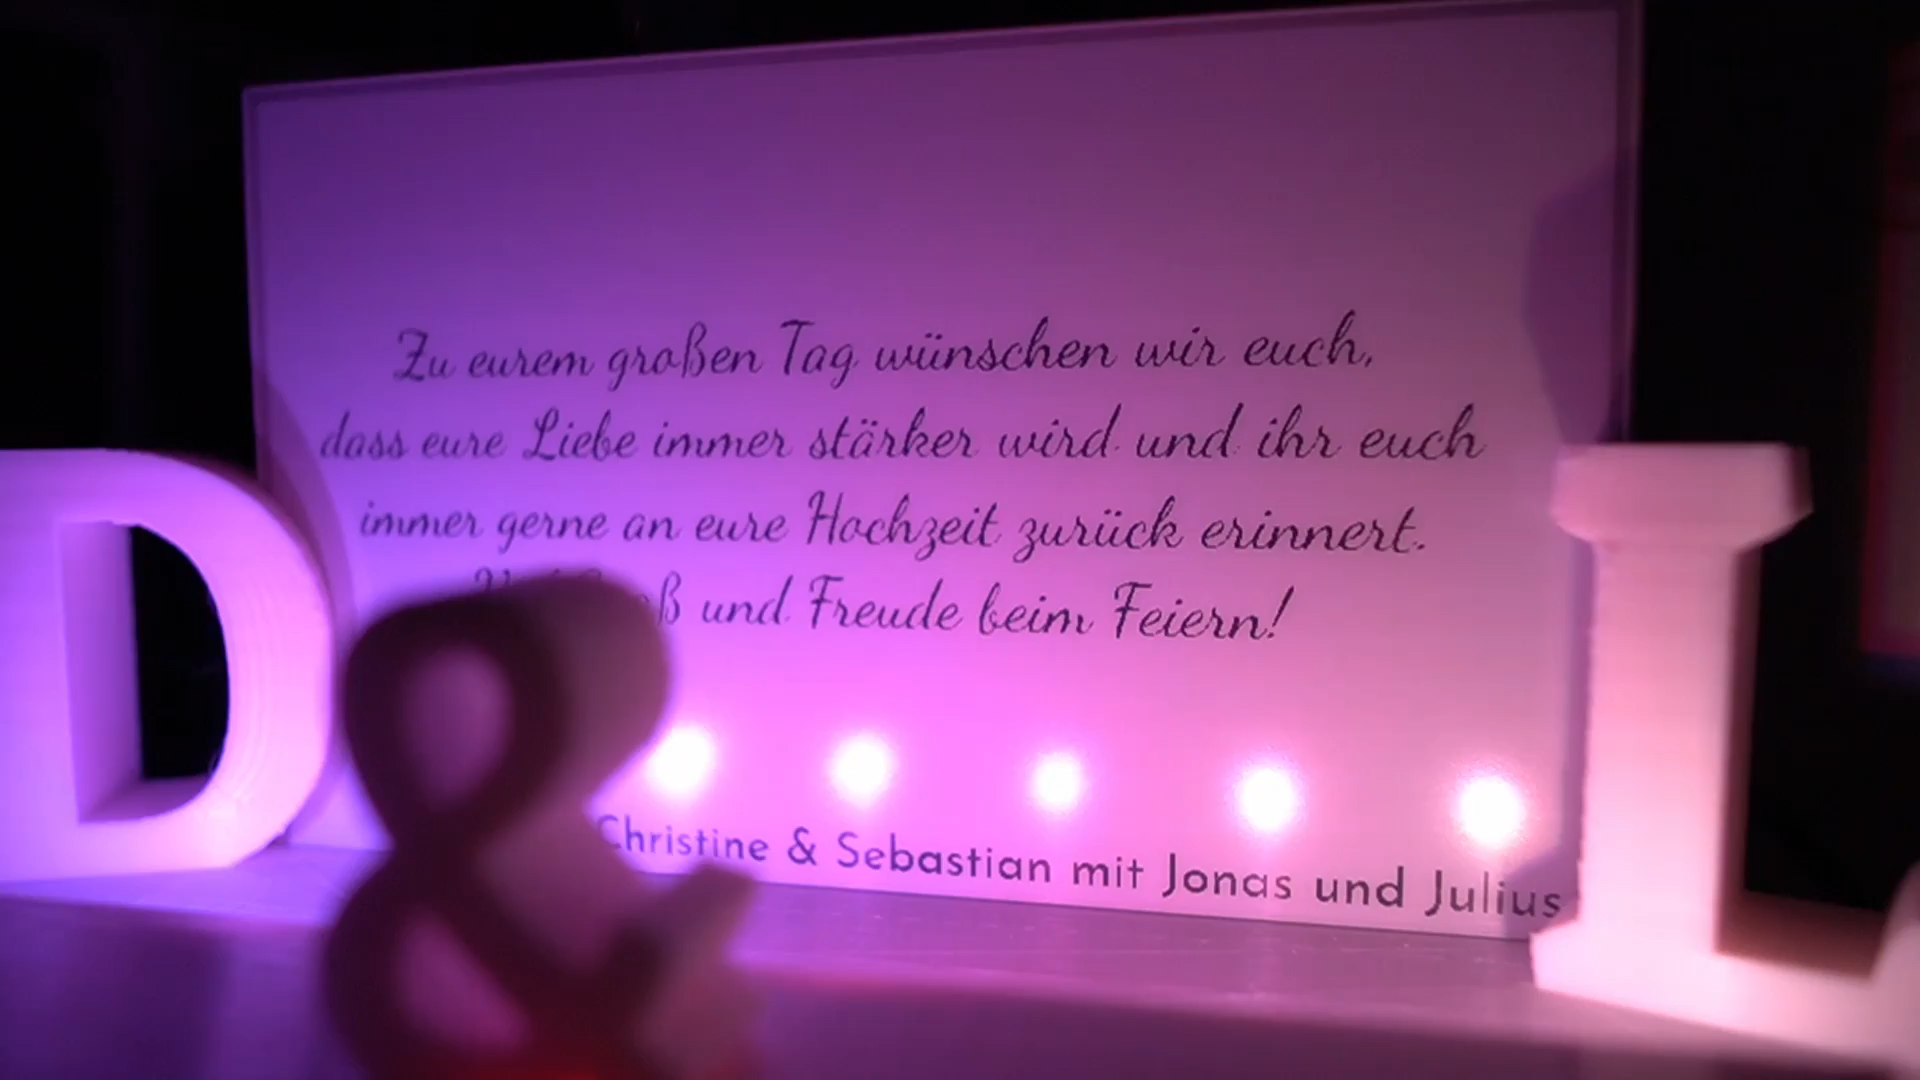 Zu eurem großen Tag wünschen wir euch,
dass eure Liebe immer stärker wird und ihr euch
immer gerne an eure Hochzeit zurück erinnert.
und Freude beim Feiern!
Christine & Sebastian mit Jonas und Julius
D & L